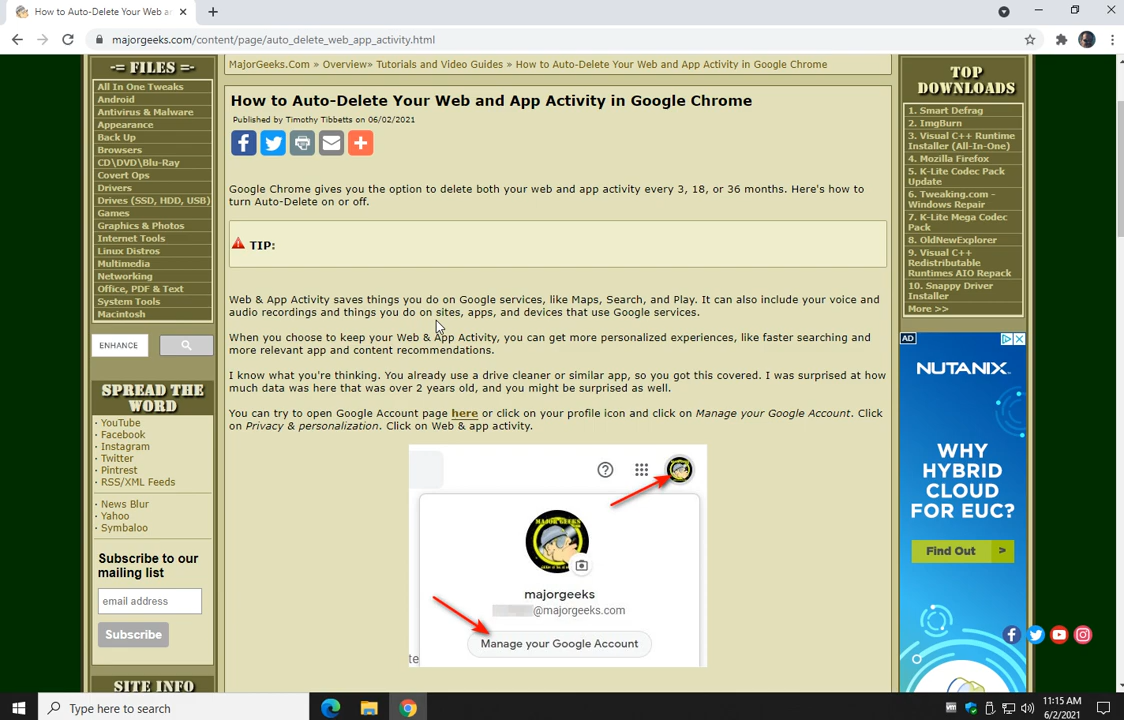 How to Auto-Delete Your Web a
majorgeeks.com/content/page/auto_delete_web_app_activity.html
-= FILES =-
All In One Tweaks
Android
Antivirus & Malware
Appearance
Back Up
Browsers
CD\DVD\Blu-Ray
Covert Ops
Drivers
Drives (SSD, HDD, USB)
Games
Graphics & Photos
Internet Tools
Linux Distros
Multimedia
Networking
Office, PDF & Text
System Tools
Macintosh
ENHANCE
SPREAD THE
WORD
· YouTube
· Facebook
· Instagram
· Twitter
· Pintrest
· RSS/XML Feeds
· News Blur
· Yahoo
· Symbaloo
Subscribe to our
mailing list
email address
Subscribe
SITE INFO
MajorGeeks.Com » Overview» Tutorials and Video Guides » How to Auto-Delete Your Web and App Activity in Google Chrome
How to Auto-Delete Your Web and App Activity in Google Chrome
Published by Timothy Tibbetts on 06/02/2021
Google Chrome gives you the option to delete both your web and app activity every 3, 18, or 36 months. Here's how to
turn Auto-Delete on or off.
TIP:
Web & App Activity saves things you do on Google services, like Maps, Search, and Play. It can also include your voice and
audio recordings and things you do on sites, apps, and devices that use Google services.
When you choose to keep your Web & App Activity, you can get more personalized experiences, like faster searching and
more relevant app and content recommendations.
I know what you're thinking. You already use a drive cleaner or similar app, so you got this covered. I was surprised at how
much data was here that was over 2 years old, and you might be surprised as well.
You can try to open Google Account page here or click on your profile icon and click on Manage your Google Account. Click
on Privacy & personalization. Click on Web & app activity.
majorgeeks
@majorgeeks.com
Manage your Google Account
te
TOP
DOWNLOADS
1. Smart Defrag
2. ImgBurn
3. Visual C++ Runtime
Installer (All-In-One)
4. Mozilla Firefox
5. K-Lite Codec Pack
Update
6. Tweaking.com -
Windows Repair
7. K-Lite Mega Codec
Pack
8. OldNewExplorer
9. Visual C++
Redistributable
Runtimes AIO Repack
10. Snappy Driver
Installer
More >>
AD
NUTANIX
WHY
HYBRID
CLOUD
FOR EUC?
Find Out >
Type here to search
11:15 AM
6/2/2021